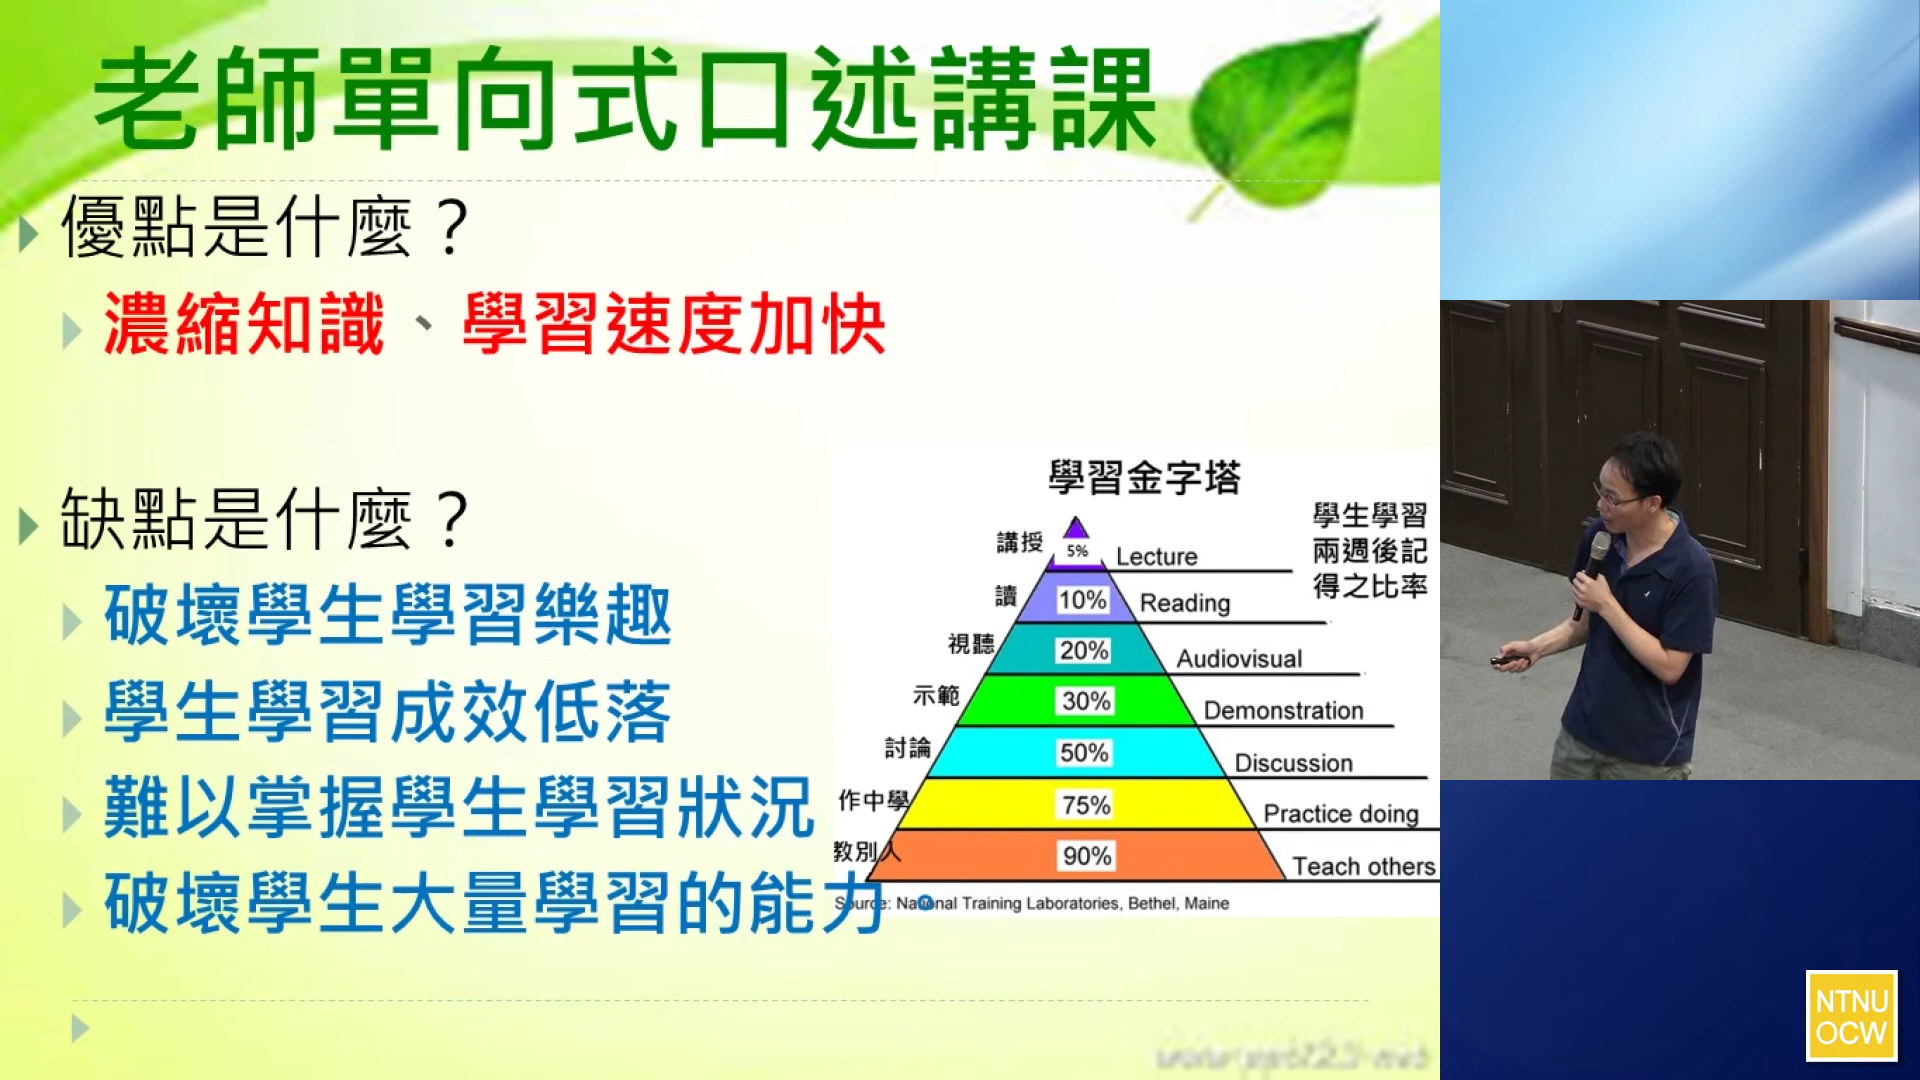 老師單向式口述講課
優點是什麼？
濃縮知識、學習速度加快
缺點是什麼？
破壞學生學習樂趣
學生學習成效低落
難以掌握學生學習狀況
破壞學生大量學習的能力。
學習金字塔
學生學習
兩週後記
得之比率
講授 5% Lecture
讀 10% Reading
視聽 20% Audiovisual
示範 30% Demonstration
討論 50% Discussion
作中學 75% Practice doing
教別人 90% Teach others
Source: National Training Laboratories, Bethel, Maine
NTNU
OCW